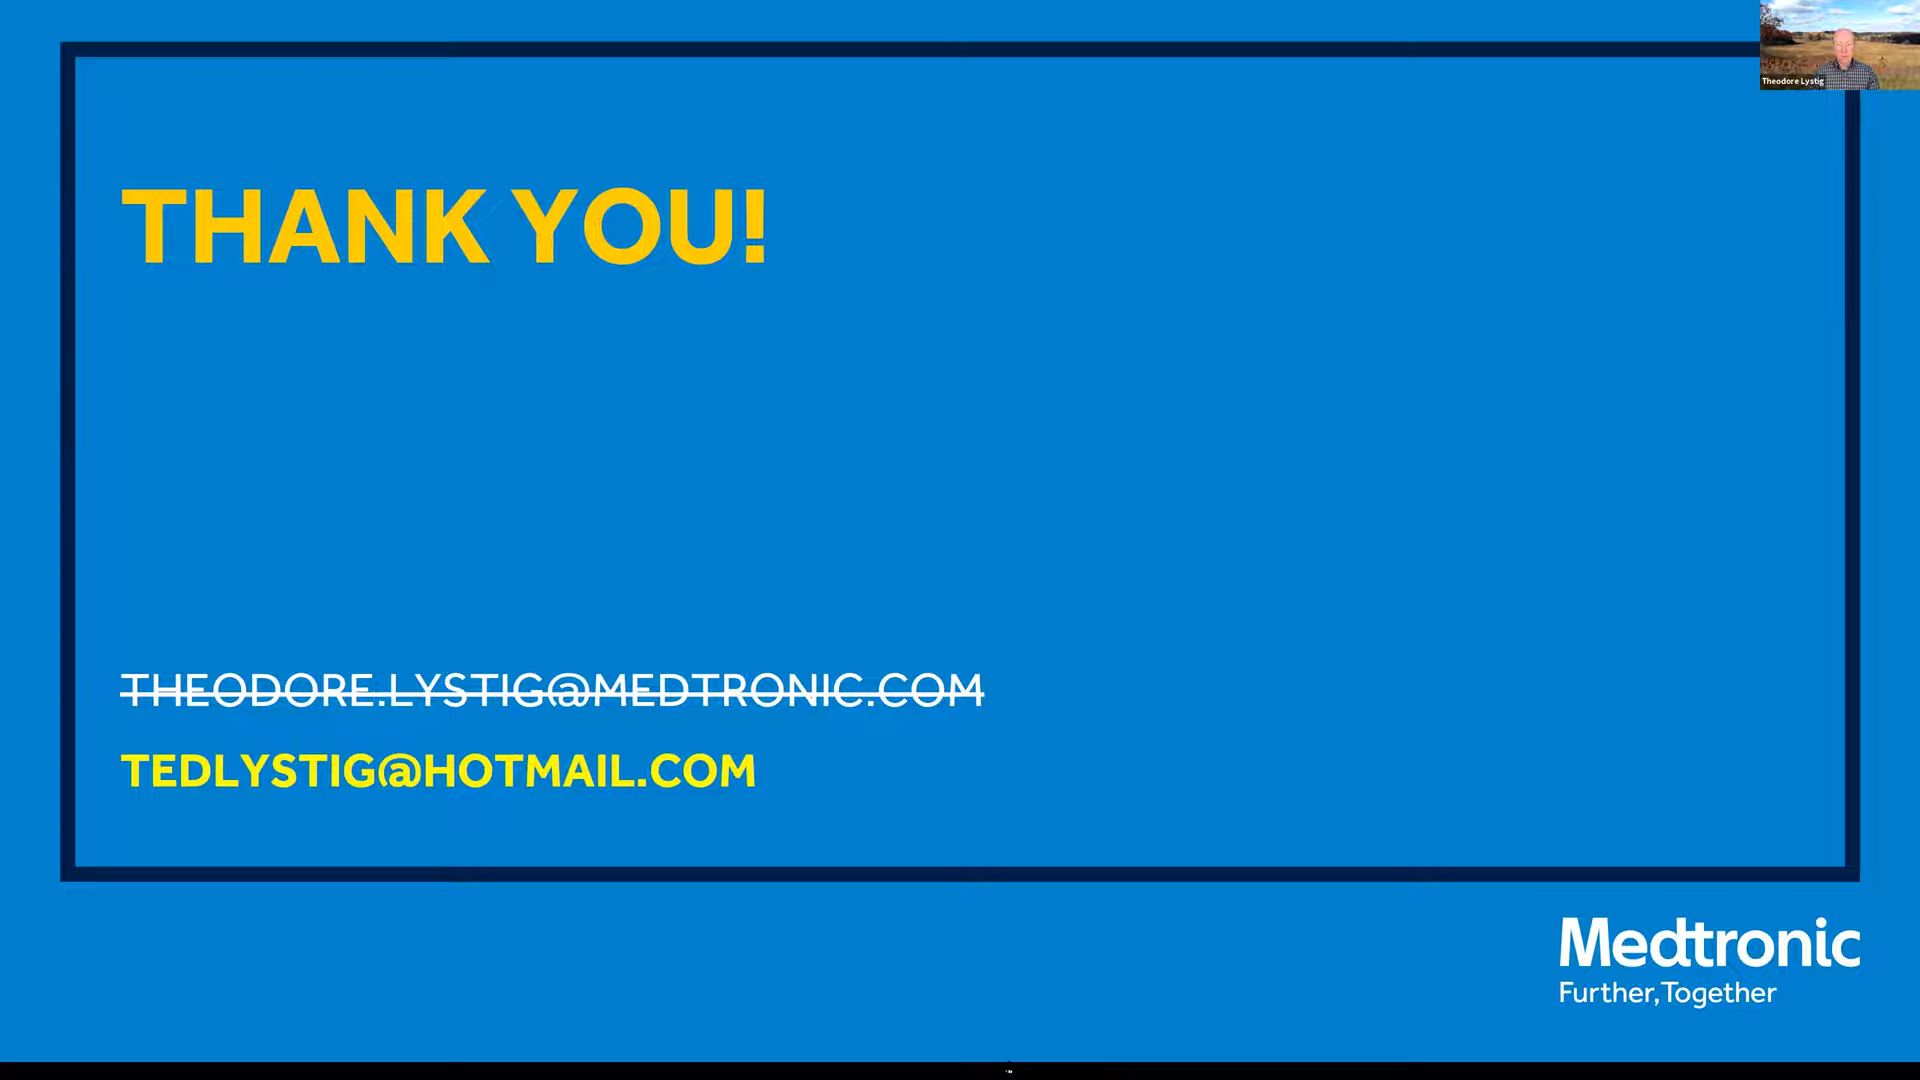 Theodore Lystig
THANK YOU!
THEODORE.LYSTIG@MEDTRONIC.COM
TEDLYSTIG@HOTMAIL.COM
Medtronic
Further, Together